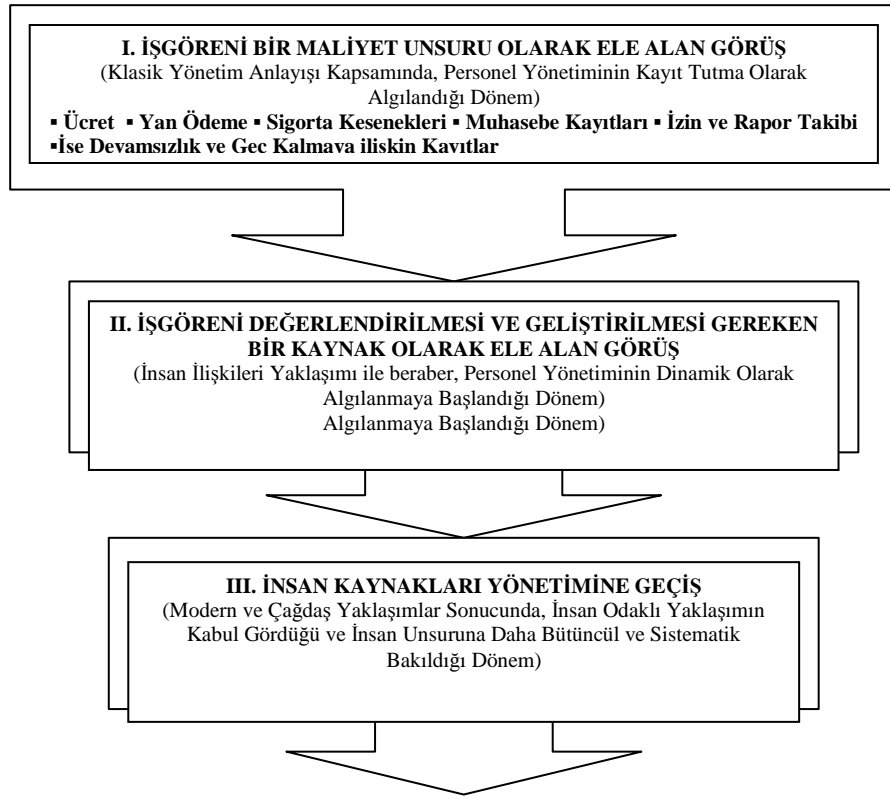 I. İŞGÖRENİ BİR MALİYET UNSURU OLARAK ELE ALAN GÖRÜŞ
(Klasik Yönetim Anlayışı Kapsamında, Personel Yönetiminin Kayıt Tutma Olarak
Algılandığı Dönem)
▪ Ücret ▪ Yan Ödeme ▪ Sigorta Kesenekleri ▪ Muhasebe Kayıtları ▪ İzin ve Rapor Takibi
▪İse Devamsızlık ve Gec Kalmava iliskin Kavıtlar
II. İŞGÖRENİ DEĞERLENDİRİLMESİ VE GELİŞTİRİLMESİ GEREKEN
BİR KAYNAK OLARAK ELE ALAN GÖRÜŞ
(İnsan İlişkileri Yaklaşımı ile beraber, Personel Yönetiminin Dinamik Olarak
Algılanmaya Başlandığı Dönem)
Algılanmaya Başlandığı Dönem)
III. İNSAN KAYNAKLARI YÖNETİMİNE GEÇİŞ
(Modern ve Çağdaş Yaklaşımlar Sonucunda, İnsan Odaklı Yaklaşımın
Kabul Gördüğü ve İnsan Unsuruna Daha Bütüncül ve Sistematik
Bakıldığı Dönem)